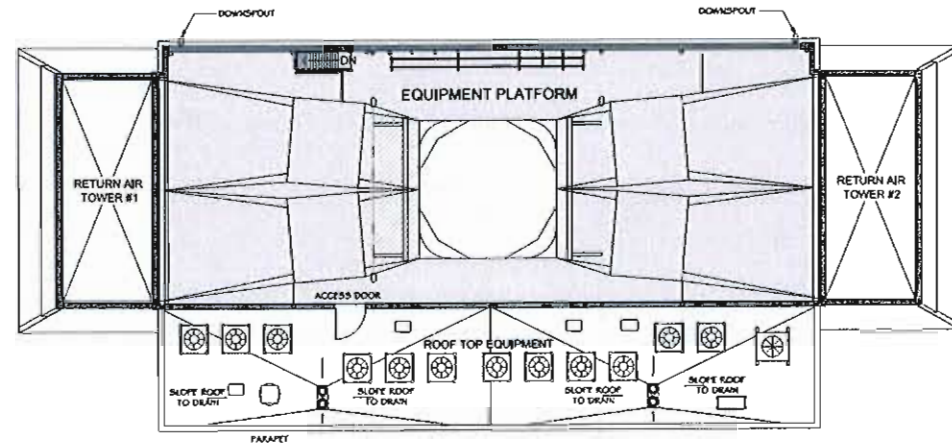 DOWNSPOUT
DOWNSPOUT
DN
EQUIPMENT PLATFORM
RETURN AIR
TOWER #1
RETURN AIR
TOWER #2
ACCESS DOOR
ROOF TOP EQUIPMENT
SLOPE ROOF
TO DRAIN
SLOPE ROOF
TO DRAIN
SLOPE ROOF
TO DRAIN
SLOPE ROOF
TO DRAIN
PARAPET